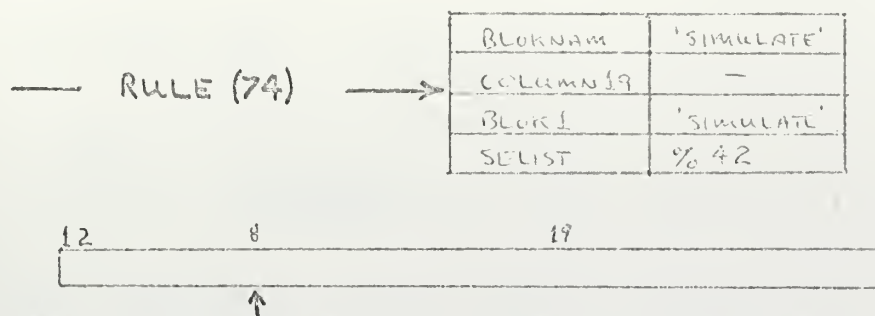 RULE (74)
BLOKNAM 'SIMULATE'
COLUMN19 —
BLOK1 'SIMULATE'
SELIST % 42
12 8 19